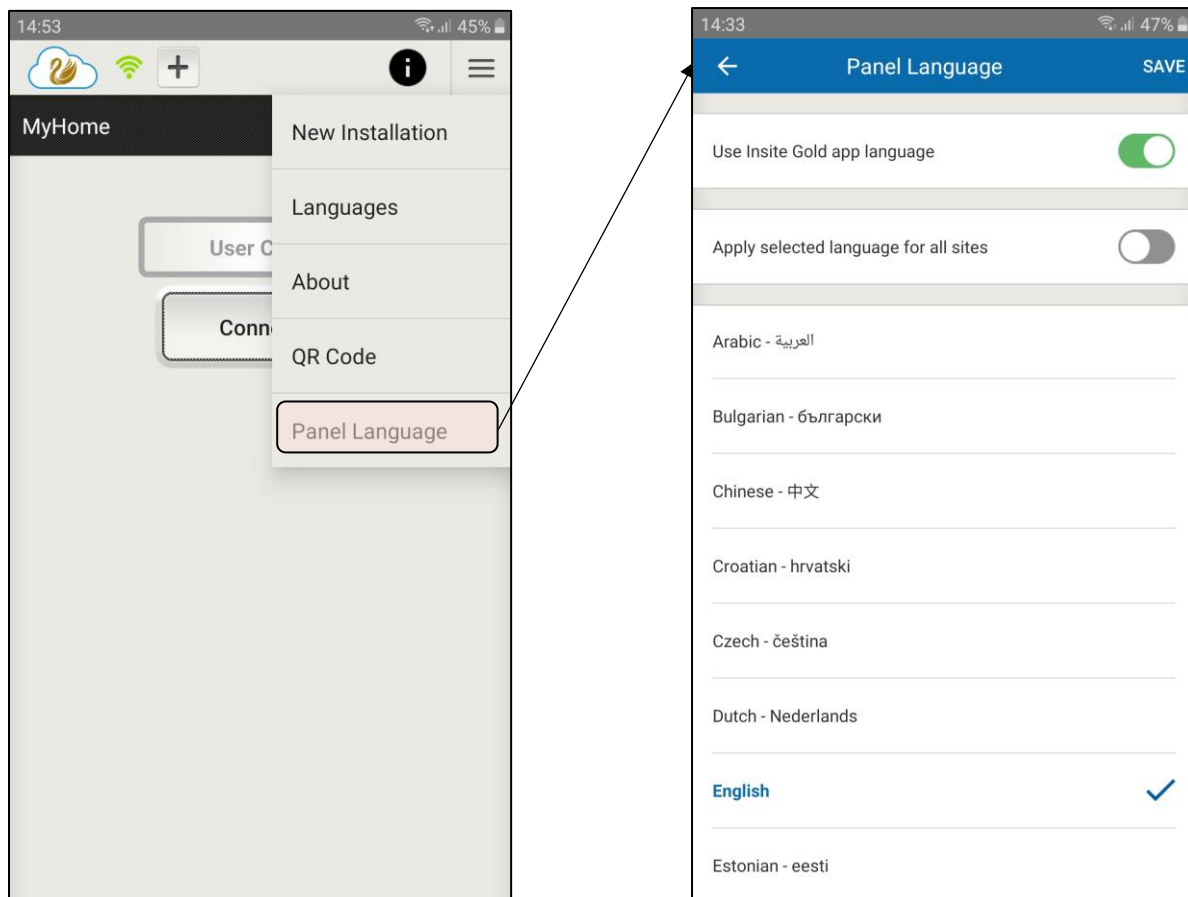 14:53
45%
MyHome
New Installation
Languages
User C
About
Conn
QR Code
Panel Language
14:33
47%
Panel Language
SAVE
Use Insite Gold app language
Apply selected language for all sites
Arabic - العربية
Bulgarian - български
Chinese - 中文
Croatian - hrvatski
Czech - čeština
Dutch - Nederlands
English
Estonian - eesti